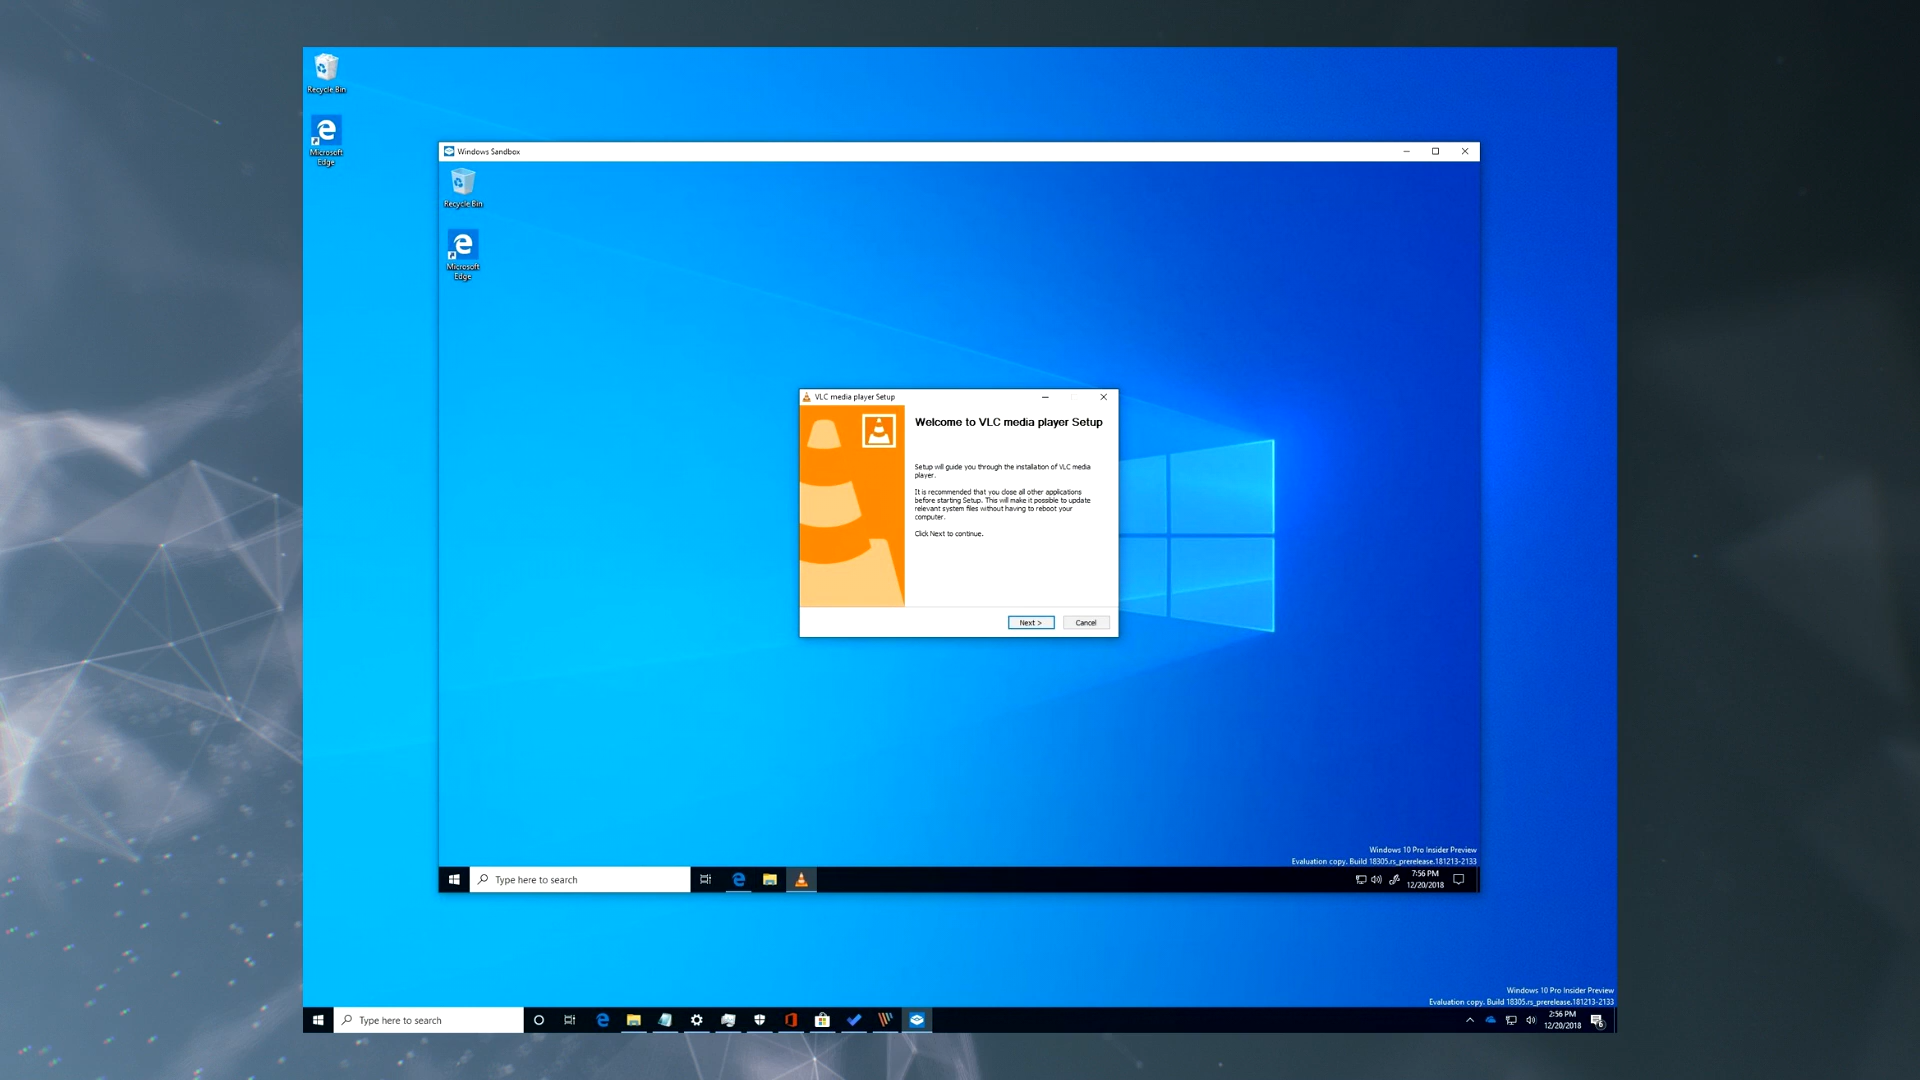 Recycle Bin
Microsoft
Edge
Windows Sandbox
Recycle Bin
Microsoft
Edge
VLC media player Setup
Welcome to VLC media player Setup
Setup will guide you through the installation of VLC media
player.
It is recommended that you close all other applications
before starting Setup. This will make it possible to update
relevant system files without having to reboot your
computer.
Click Next to continue.
Next >
Cancel
Windows 10 Pro Insider Preview
Evaluation copy. Build 18305.rs_prerelease.181213-2133
Type here to search
7:56 PM
12/20/2018
Windows 10 Pro Insider Preview
Evaluation copy. Build 18305.rs_prerelease.181213-2133
Type here to search
2:56 PM
12/20/2018
6